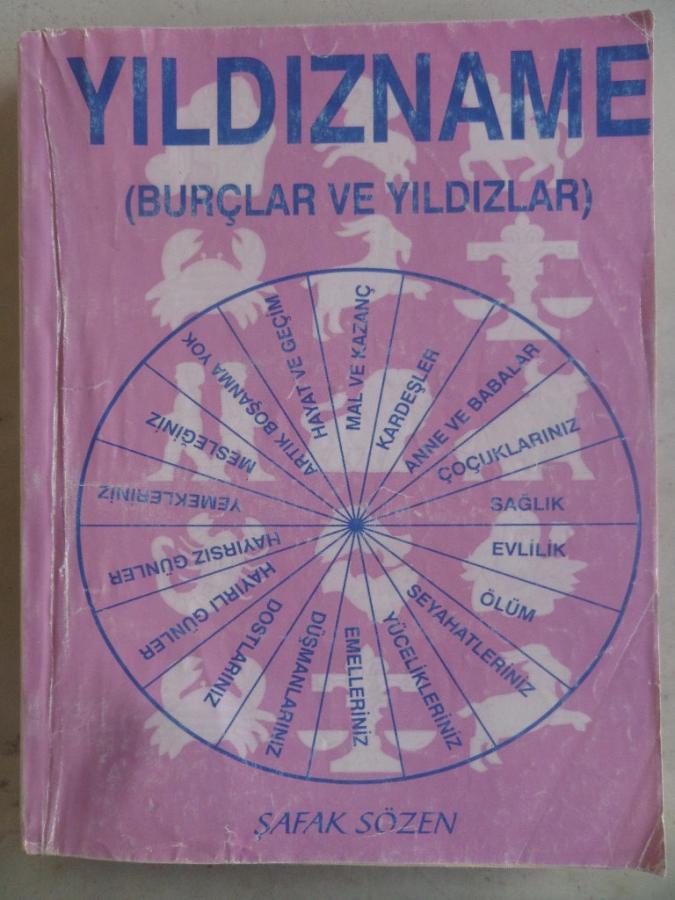 YILDIZNAME
(BURÇLAR VE YILDIZLAR)
HAYAT VE GEÇİM
MAL VE KAZANÇ
KARDEŞLER
ANNE VE BABALAR
ÇOÇUKLARINIZ
SAĞLIK
EVLİLİK
ÖLÜM
SEYAHATLERİNİZ
YÜCELİKLERİNİZ
EMELLERİNİZ
DÜŞMANLARINIZ
DOSTLARINIZ
HAYIRLI GÜNLER
HAYIRSIZ GÜNLER
YEMEKLERİNİZ
MESLEĞİNİZ
ARTIK BOŞANMA YOK
ŞAFAK SÖZEN